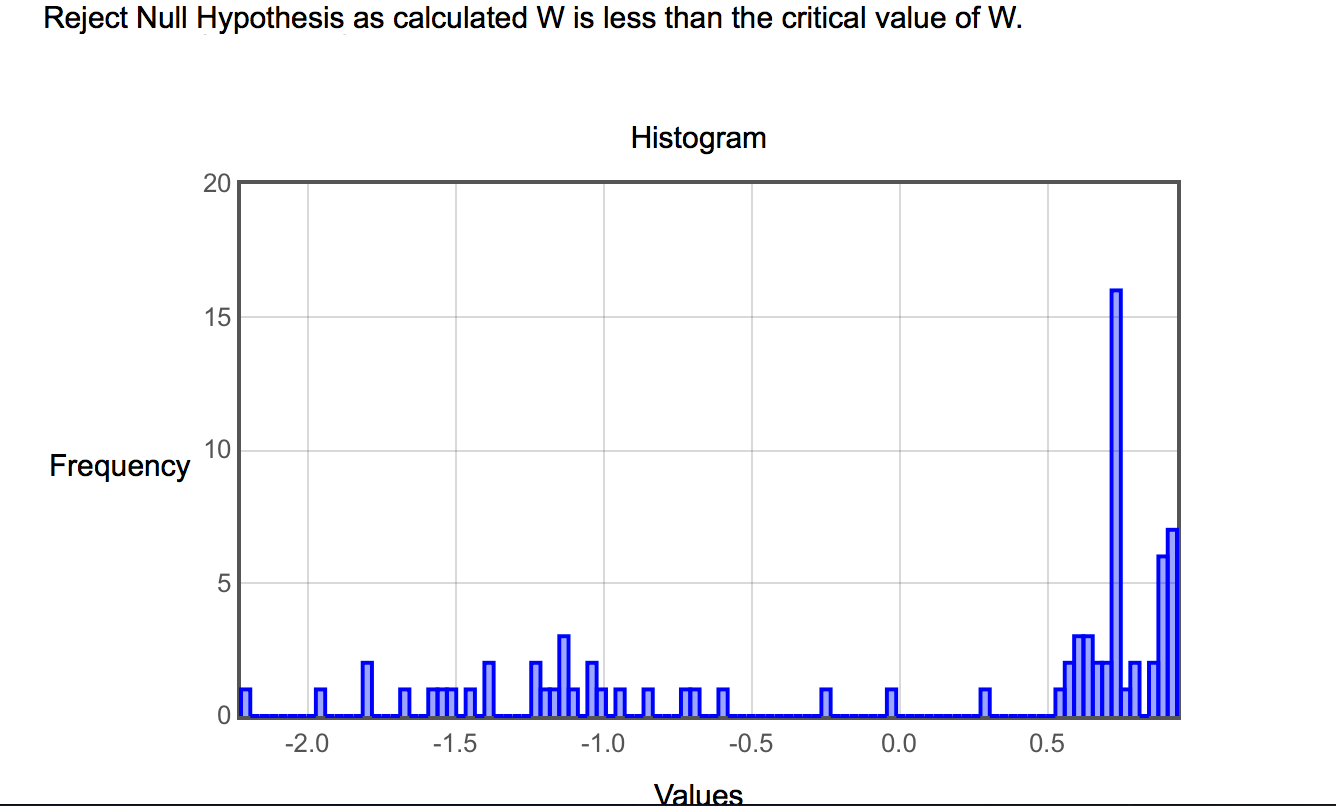 Reject Null Hypothesis as calculated W is less than the critical value of W.
Histogram
20
15
10
Frequency
5
0
-2.0 -1.5 -1.0 -0.5 0.0 0.5
Values